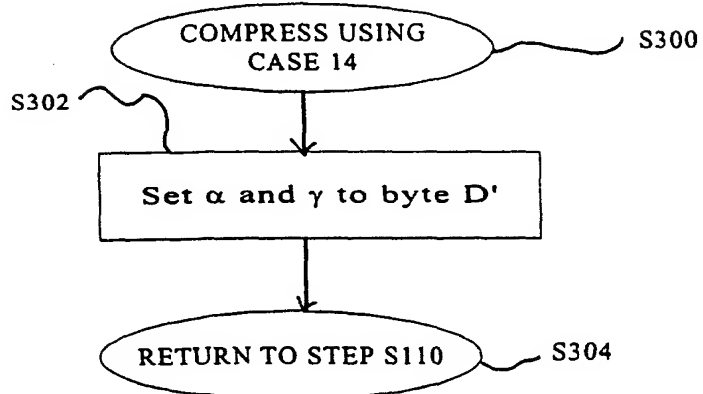 COMPRESS USING
CASE 14
S300
S302
Set α and γ to byte D'
RETURN TO STEP S110
S304